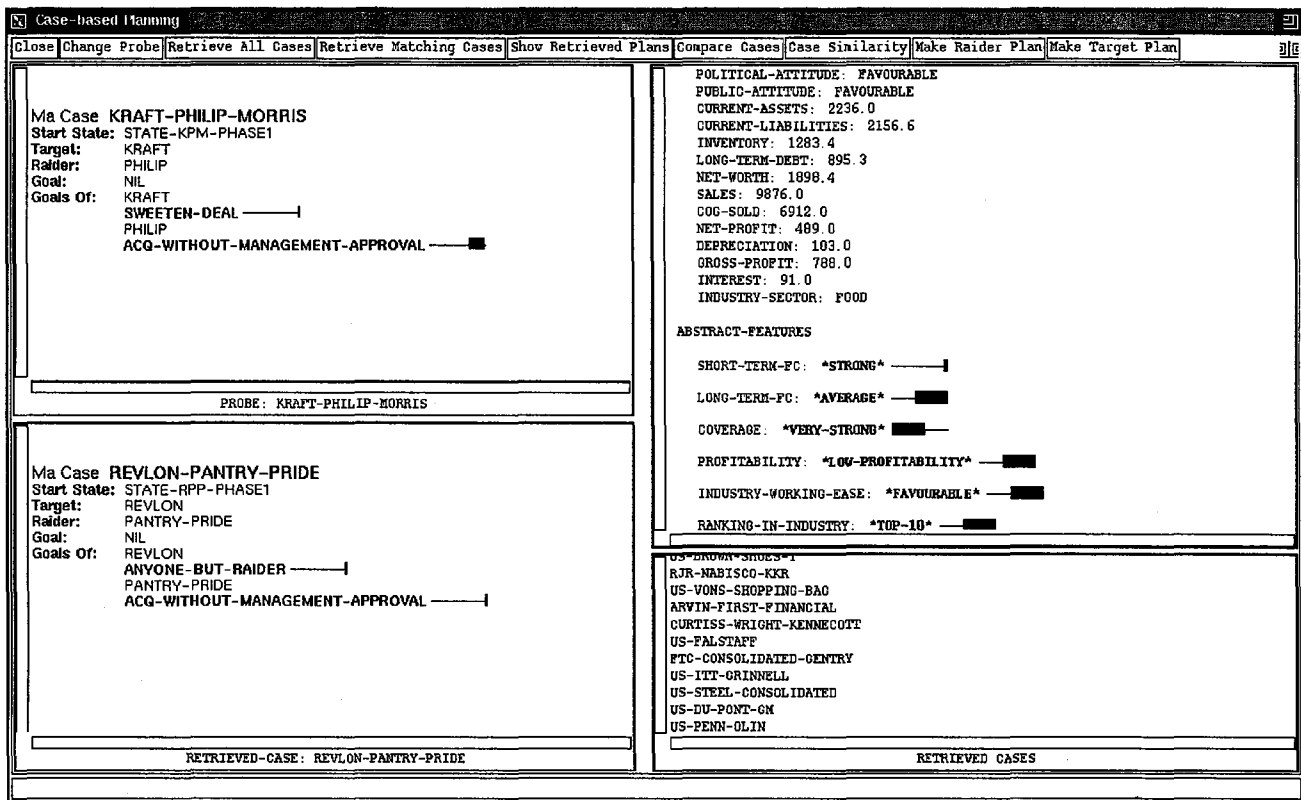 Case-based Planning
Close Change Probe Retrieve All Cases Retrieve Matching Cases Show Retrieved Plans Compare Cases Case Similarity Make Raider Plan Make Target Plan
Ma Case KRAFT-PHILIP-MORRIS
Start State: STATE-KPM-PHASE1
Target: KRAFT
Raider: PHILIP
Goal: NIL
Goals Of: KRAFT
SWEETEN-DEAL
PHILIP
ACQ-WITHOUT-MANAGEMENT-APPROVAL
PROBE: KRAFT-PHILIP-MORRIS
Ma Case REVLON-PANTRY-PRIDE
Start State: STATE-RPP-PHASE1
Target: REVLON
Raider: PANTRY-PRIDE
Goal: NIL
Goals Of: REVLON
ANYONE-BUT-RAIDER
PANTRY-PRIDE
ACQ-WITHOUT-MANAGEMENT-APPROVAL
RETRIEVED-CASE: REVLON-PANTRY-PRIDE
POLITICAL-ATTITUDE: FAVOURABLE
PUBLIC-ATTITUDE: FAVOURABLE
CURRENT-ASSETS: 2236.0
CURRENT-LIABILITIES: 2156.6
INVENTORY: 1283.4
LONG-TERM-DEBT: 895.3
NET-WORTH: 1898.4
SALES: 9876.0
COG-SOLD: 6912.0
NET-PROFIT: 489.0
DEPRECIATION: 103.0
GROSS-PROFIT: 788.0
INTEREST: 91.0
INDUSTRY-SECTOR: FOOD
ABSTRACT-FEATURES
SHORT-TERM-FC: *STRONG*
LONG-TERM-FC: *AVERAGE*
COVERAGE: *VERY-STRONG*
PROFITABILITY: *LOW-PROFITABILITY*
INDUSTRY-WORKING-EASE: *FAVOURABLE*
RANKING-IN-INDUSTRY: *TOP-10*
US-BROWN-SHOES-1
RJR-NABISCO-KKR
US-VONS-SHOPPING-BAG
ARVIN-FIRST-FINANCIAL
CURTISS-WRIGHT-KENNECOTT
US-FALSTAFF
FTC-CONSOLIDATED-GENTRY
US-ITT-GRINNELL
US-STEEL-CONSOLIDATED
US-DU-PONT-GM
US-PENN-OLIN
RETRIEVED CASES